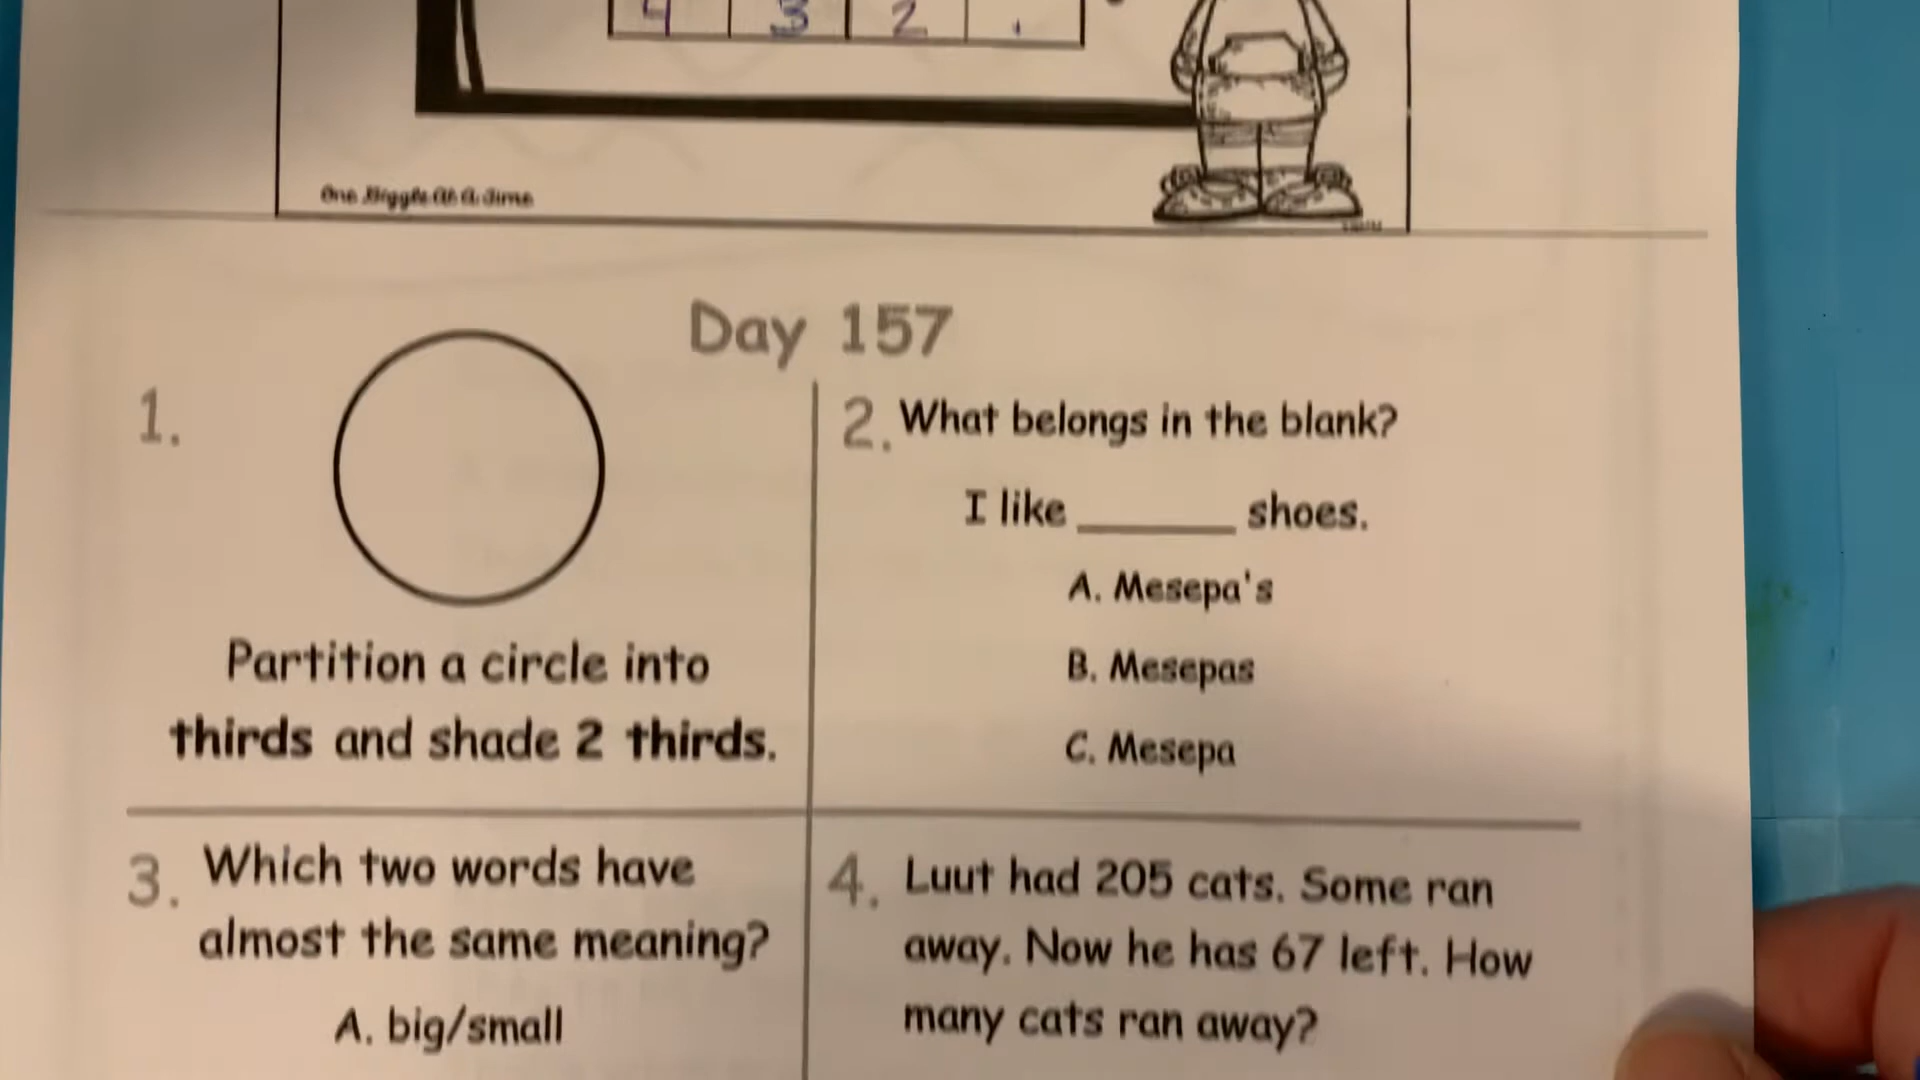 4 3 2
One Giggle At A Time
Day 157
1.
Partition a circle into
thirds and shade 2 thirds.
2. What belongs in the blank?
I like ______ shoes.
A. Mesepa's
B. Mesepas
C. Mesepa
3. Which two words have
almost the same meaning?
A. big/small
4. Luut had 205 cats. Some ran
away. Now he has 67 left. How
many cats ran away?